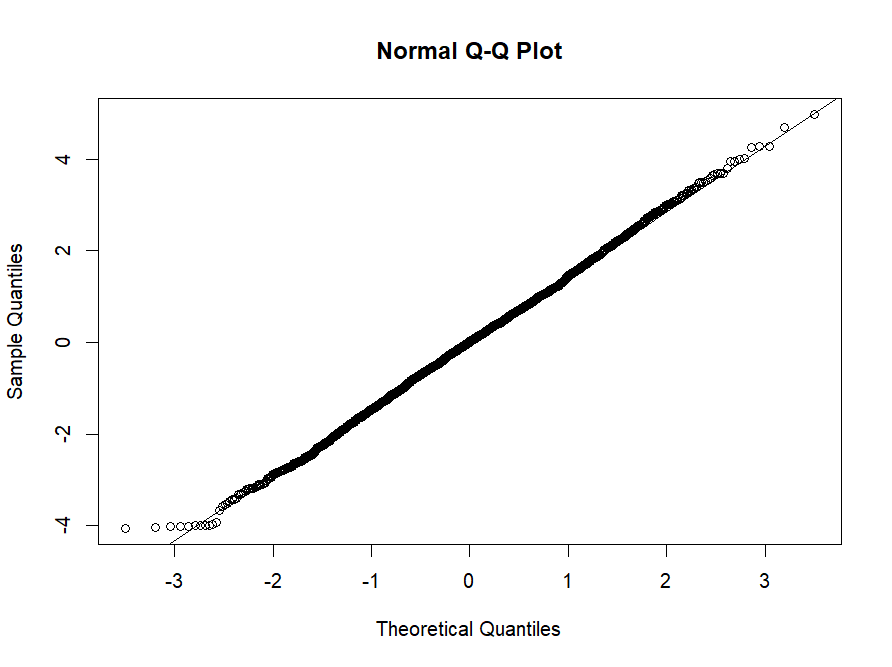 Normal Q-Q Plot
Sample Quantiles
4
2
0
-2
-4
-3 -2 -1 0 1 2 3
Theoretical Quantiles